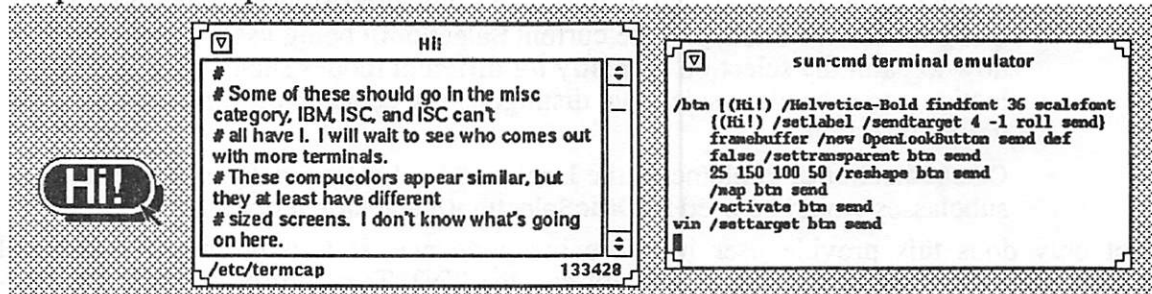 Hi!
Hi!
#
# Some of these should go in the misc
category, IBM, ISC, and ISC can't
# all have I.  I will wait to see who comes out
with more terminals.
# These compucolors appear similar, but
they at least have different
# sized screens.  I don't know what's going
on here.
/etc/termcap 133428
sun-cmd terminal emulator
/btn [(Hi!) /Helvetica-Bold findfont 36 scalefont
{(Hi!) /setlabel /sendtarget 4 -1 roll send}
framebuffer /new OpenLookButton send def
false /settransparent btn send
25 150 100 50 /reshape btn send
/map btn send
/activate btn send
win /settarget btn send